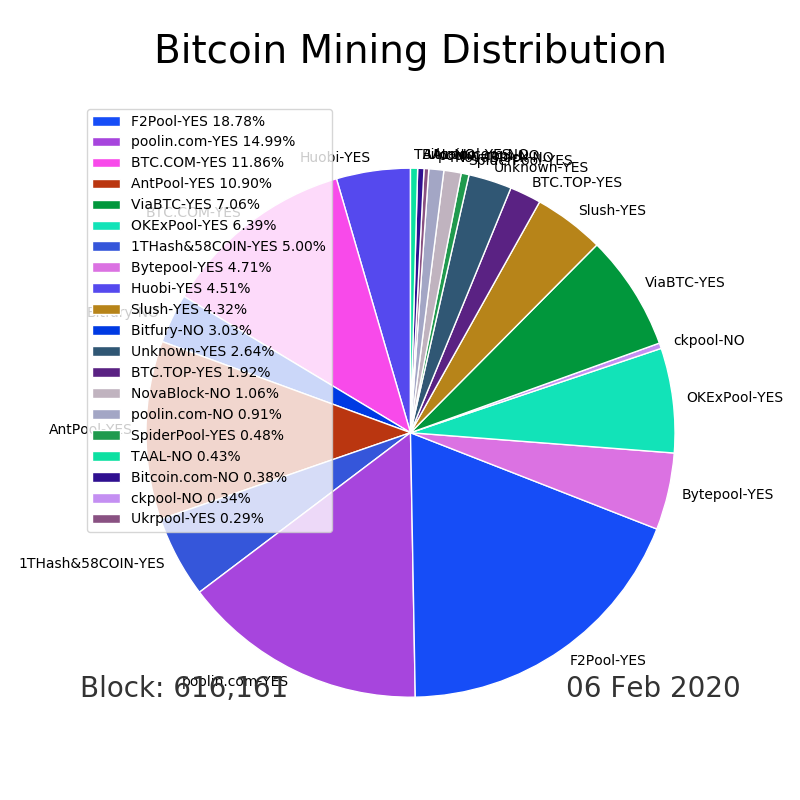 Bitcoin Mining Distribution
F2Pool-YES 18.78%
poolin.com-YES 14.99%
BTC.COM-YES 11.86%
AntPool-YES 10.90%
ViaBTC-YES 7.06%
OKExPool-YES 6.39%
1THash&58COIN-YES 5.00%
Bytepool-YES 4.71%
Huobi-YES 4.51%
Slush-YES 4.32%
Bitfury-NO 3.03%
Unknown-YES 2.64%
BTC.TOP-YES 1.92%
NovaBlock-NO 1.06%
poolin.com-NO 0.91%
SpiderPool-YES 0.48%
TAAL-NO 0.43%
Bitcoin.com-NO 0.38%
ckpool-NO 0.34%
Ukrpool-YES 0.29%
Huobi-YES
SpiderPool-YES
Unknown-YES
BTC.TOP-YES
Slush-YES
BTC.COM-YES
ViaBTC-YES
Bitfury-NO
ckpool-NO
OKExPool-YES
AntPool-YES
Bytepool-YES
1THash&58COIN-YES
F2Pool-YES
poolin.com-YES
Block: 616,161
06 Feb 2020